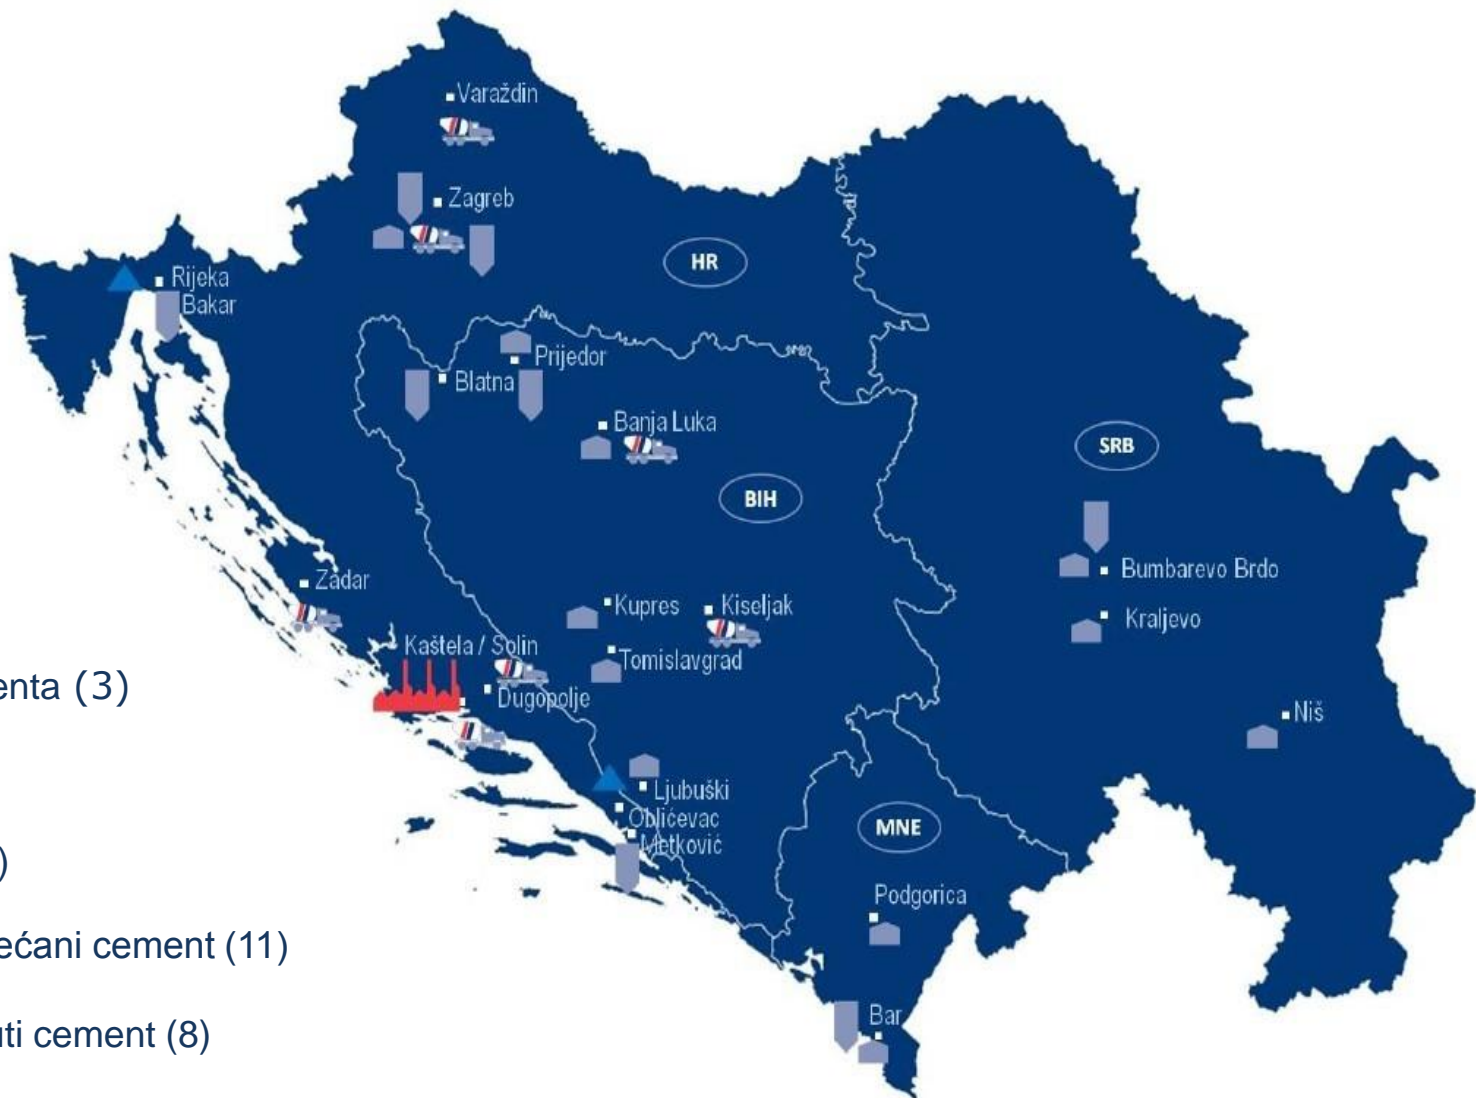 Varaždin
Zagreb
HR
Rijeka
Bakar
Prijedor
Blatna
Banja Luka
SRB
BIH
Bumbarevo Brdo
Zadar
Kupres
Kiseljak
Kraljevo
Kaštela / Solin
Tomislavgrad
enta (3)
Dugopolje
Niš
Ljubuški
Oblićevac
MNE
Metković
)
Podgorica
ećani cement (11)
Bar
uti cement (8)